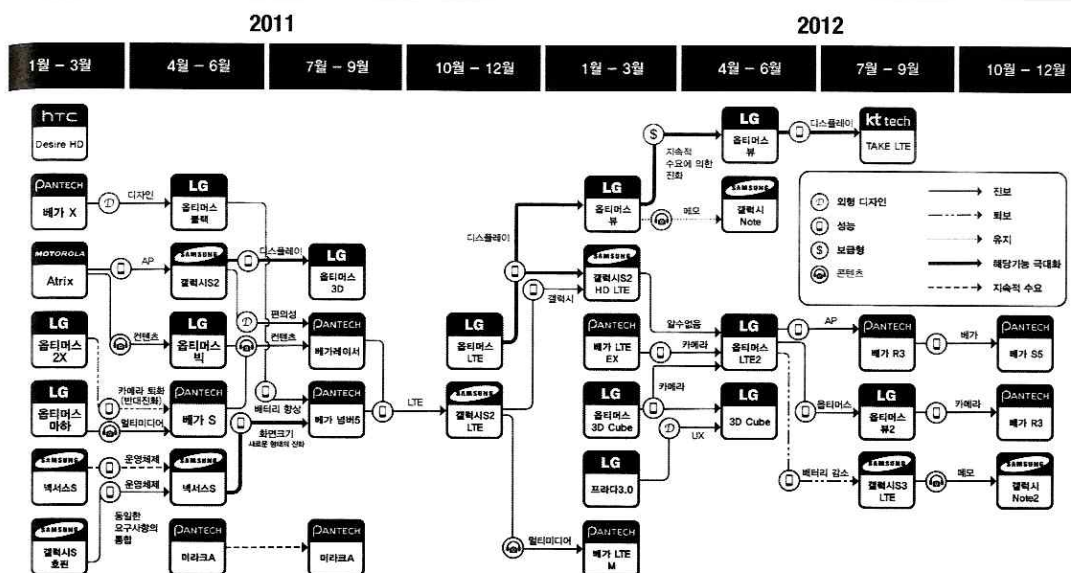 2011
2012
1월 – 3월
4월 – 6월
7월 – 9월
10월 – 12월
1월 – 3월
4월 – 6월
7월 – 9월
10월 – 12월
hTC
Desire HD
PANTECH
베가 X
디자인
LG
옵티머스
블랙
MOTOROLA
Atrix
AP
SAMSUNG
갤럭시S2
디스플레이
LG
옵티머스
3D
LG
옵티머스
2X
컨텐츠
LG
옵티머스
빅
편의성
컨텐츠
PANTECH
베가레이서
LG
옵티머스
마하
카메라 퇴화
(반대진화)
멀티미디어
PANTECH
베가 S
배터리 향상
화면크기
새로운 형태의 진화
PANTECH
베가 넘버5
SAMSUNG
넥서스S
운영체제
운영체제
SAMSUNG
넥서스S
SAMSUNG
갤럭시S
호핀
동일한
요구사항의
통합
PANTECH
미라크A
PANTECH
미라크A
LTE
LG
옵티머스
LTE
SAMSUNG
갤럭시S2
LTE
디스플레이
갤럭시
멀티미디어
LG
옵티머스
뷰
지속적
수요에 의한
진화
메모
LG
옵티머스
뷰
디스플레이
kt tech
TAKE LTE
SAMSUNG
갤럭시
Note
SAMSUNG
갤럭시S2
HD LTE
알수없음
PANTECH
베가 LTE
EX
카메라
LG
옵티머스
LTE2
AP
PANTECH
베가 R3
베가
PANTECH
베가 S5
LG
옵티머스
3D Cube
카메라
UX
LG
3D Cube
옵티머스
LG
옵티머스
뷰2
카메라
PANTECH
베가 R3
LG
프라다3.0
배터리 감소
SAMSUNG
갤럭시S3
LTE
메모
SAMSUNG
갤럭시
Note2
PANTECH
베가 LTE
M
D 외형 디자인
성능
$ 보급형
콘텐츠
진보
퇴보
유지
해당기능 극대화
지속적 수요